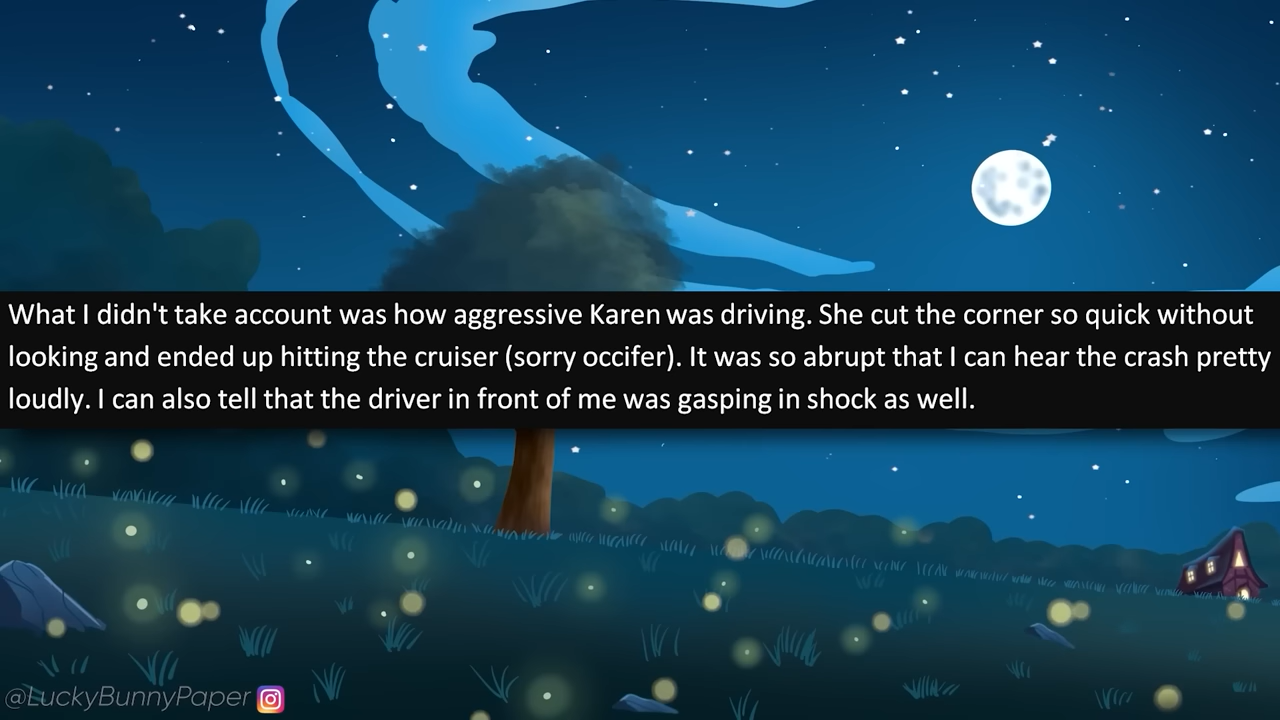 What I didn't take account was how aggressive Karen was driving. She cut the corner so quick without
looking and ended up hitting the cruiser (sorry occifer). It was so abrupt that I can hear the crash pretty
loudly. I can also tell that the driver in front of me was gasping in shock as well.
@LuckyBunnyPaper